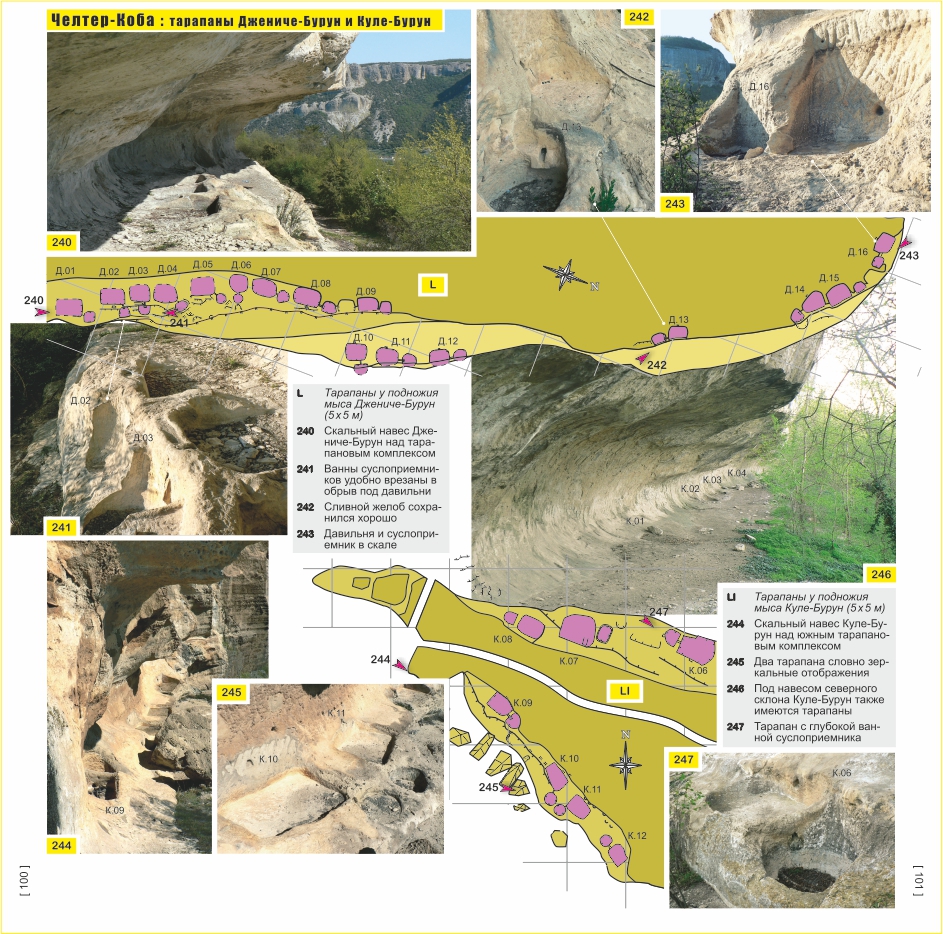 Челтер-Коба : тарапаны Джениче-Бурун и Куле-Бурун
240
242
Д.13
243
Д.16
Д.01
Д.02
Д.03
Д.04
Д.05
Д.06
Д.07
Д.08
Д.09
Д.10
Д.11
Д.12
Д.13
Д.14
Д.15
Д.16
L
N
240
241
242
243
241
Д.02
Д.03
L Тарапаны у подножия
мыса Джениче-Бурун
(5 х 5 м)
240 Скальный навес Дже-
ниче-Бурун над тара-
пановым комплексом
241 Ванны суслоприемни-
ков удобно врезаны в
обрыв под давильни
242 Сливной желоб сохра-
нился хорошо
243 Давильня и суслопри-
емник в скале
К.01
К.02
К.03
К.04
246
LI Тарапаны у подножия
мыса Куле-Бурун (5 х 5 м)
244 Скальный навес Куле-Бу-
рун над южным тарапано-
вым комплексом
245 Два тарапана словно зер-
кальные отображения
246 Под навесом северного
склона Куле-Бурун также
имеются тарапаны
247 Тарапан с глубокой ван-
ной суслоприемника
К.08
К.07
247
К.06
244
LI
N
К.09
К.10
К.11
К.12
245
244
К.09
245
К.11
К.10
247
К.06
[ 100 ]
[ 101 ]